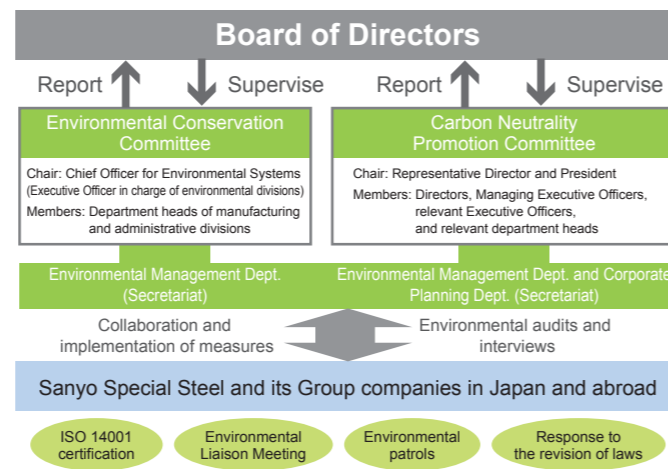 Board of Directors
Report
Supervise
Report
Supervise
Environmental Conservation
Committee
Chair: Chief Officer for Environmental Systems
(Executive Officer in charge of environmental divisions)
Members: Department heads of manufacturing
and administrative divisions
Carbon Neutrality
Promotion Committee
Chair: Representative Director and President
Members: Directors, Managing Executive Officers,
relevant Executive Officers,
and relevant department heads
Environmental Management Dept.
(Secretariat)
Environmental Management Dept. and Corporate
Planning Dept. (Secretariat)
Collaboration and
implementation of measures
Environmental audits and
interviews
Sanyo Special Steel and its Group companies in Japan and abroad
ISO 14001
certification
Environmental
Liaison Meeting
Environmental
patrols
Response to
the revision of laws